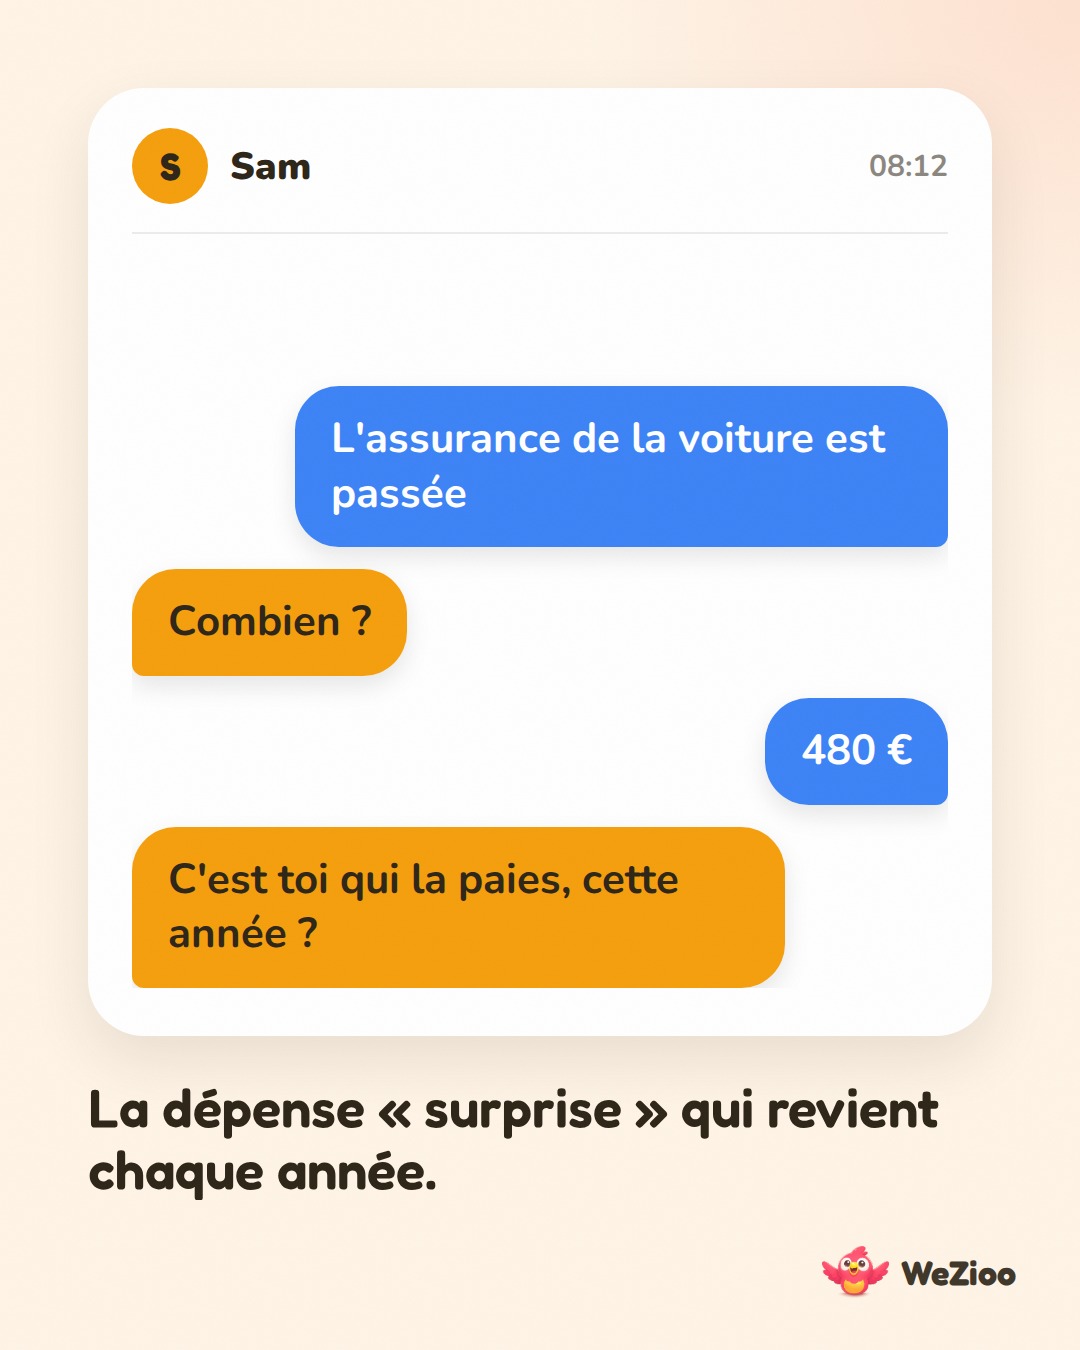 S
Sam
08:12
L'assurance de la voiture est
passée
Combien ?
480 €
C'est toi qui la paies, cette
année ?
La dépense « surprise » qui revient
chaque année.
WeZioo